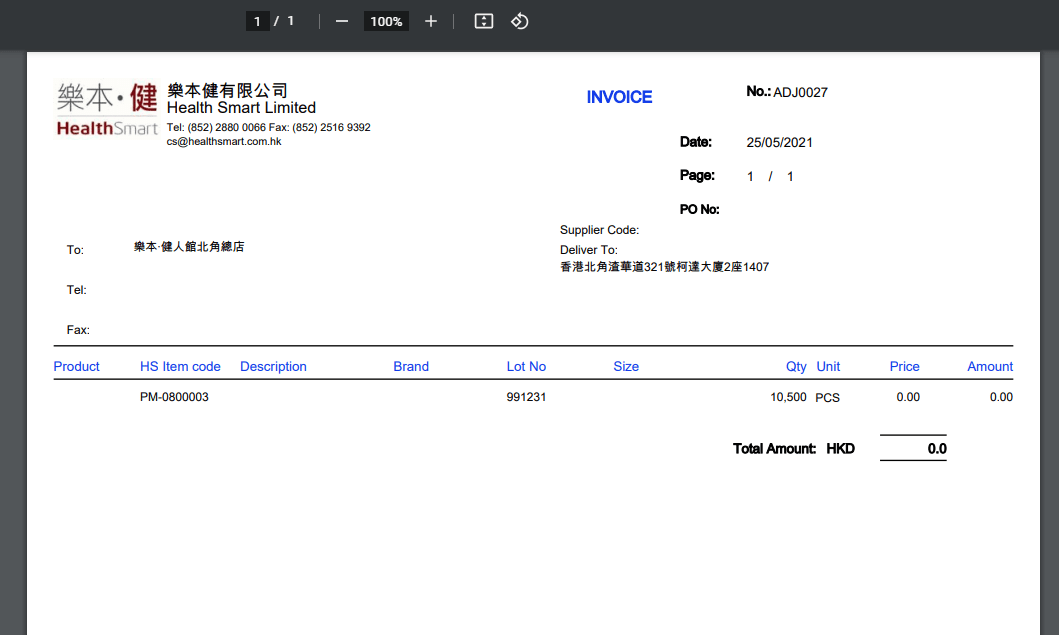 1 / 1
100%
樂本·健
HealthSmart
樂本健有限公司
Health Smart Limited
Tel: (852) 2880 0066 Fax: (852) 2516 9392
cs@healthsmart.com.hk
INVOICE
No.: ADJ0027
Date: 25/05/2021
Page: 1 / 1
PO No:
Supplier Code:
To: 樂本·健人館北角總店
Deliver To:
香港北角渣華道321號柯達大廈2座1407
Tel:
Fax:
Product HS Item code Description Brand Lot No Size Qty Unit Price Amount
PM-0800003 991231 10,500 PCS 0.00 0.00
Total Amount: HKD 0.0